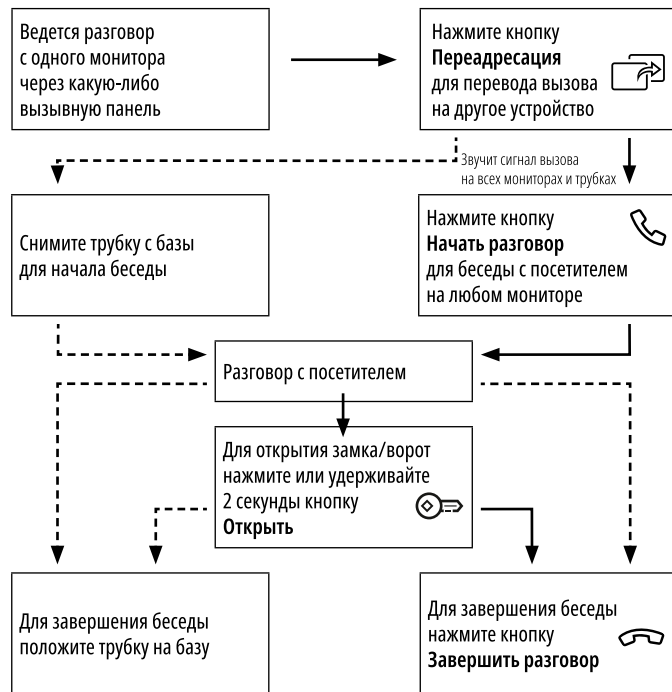 Ведется разговор
с одного монитора
через какую-либо
вызывную панель
Нажмите кнопку
Переадресация
для перевода вызова
на другое устройство
Звучит сигнал вызова
на всех мониторах и трубках
Снимите трубку с базы
для начала беседы
Нажмите кнопку
Начать разговор
для беседы с посетителем
на любом мониторе
Разговор с посетителем
Для открытия замка/ворот
нажмите или удерживайте
2 секунды кнопку
Открыть
Для завершения беседы
положите трубку на базу
Для завершения беседы
нажмите кнопку
Завершить разговор